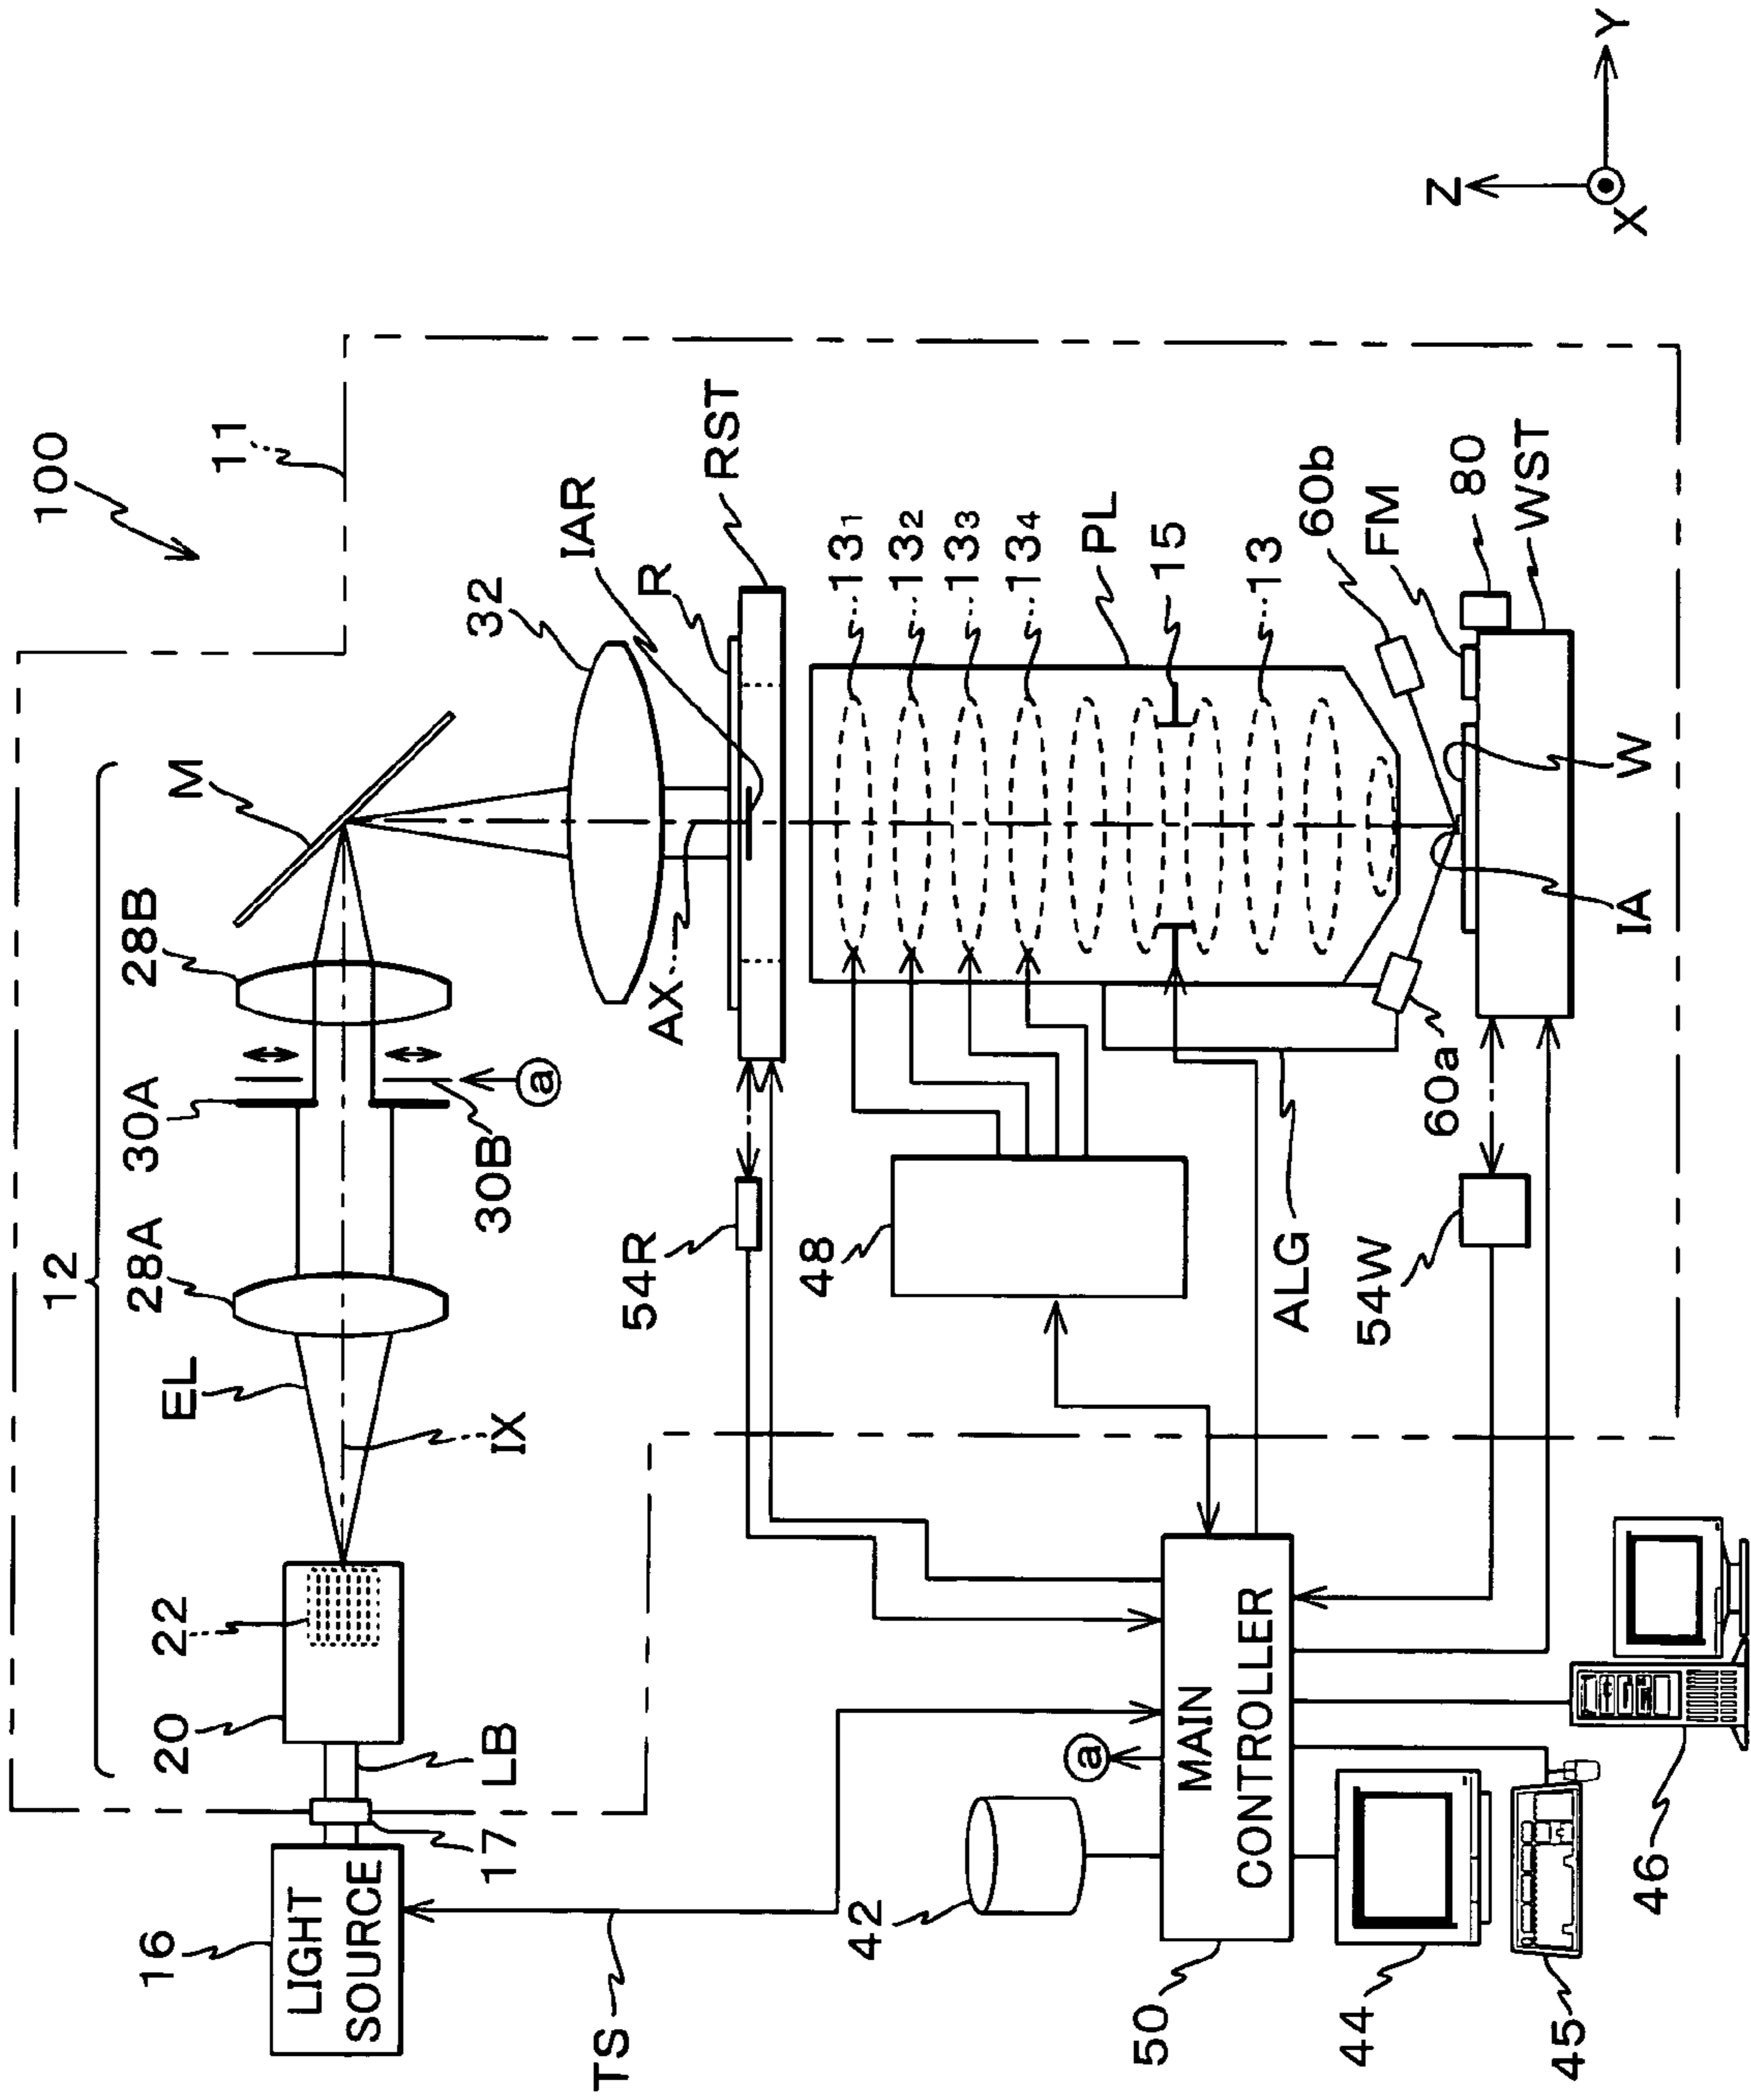 100
11
12
M
28B
30A
28A
EL
IX
22
20
LB
17
16
LIGHT
SOURCE
TS
30B
a
32
IAR
R
RST
AX
54R
13₁
13₂
13₃
13₄
PL
15
13
48
ALG
60b
FM
80
WST
W
IA
60a
54W
MAIN
CONTROLLER
a
42
50
44
45
46
Z
Y
X